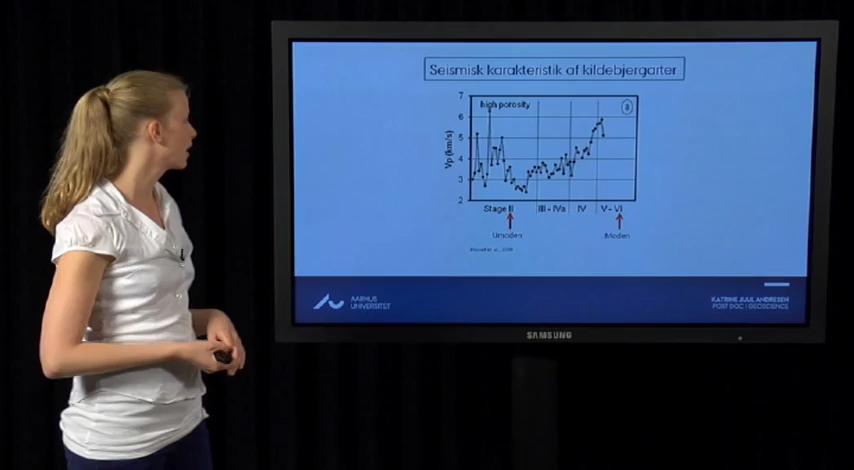 Seismisk karakteristik af kildebjergarter
7
high porosity
a
6
5
Vp (km/s)
4
3
2
Stage II
III - IVa
IV
V - VI
Umoden
Moden
AARHUS
UNIVERSITET
KATRINE JUUL ANDRESEN
POST DOC I GEOSCIENCE
SAMSUNG